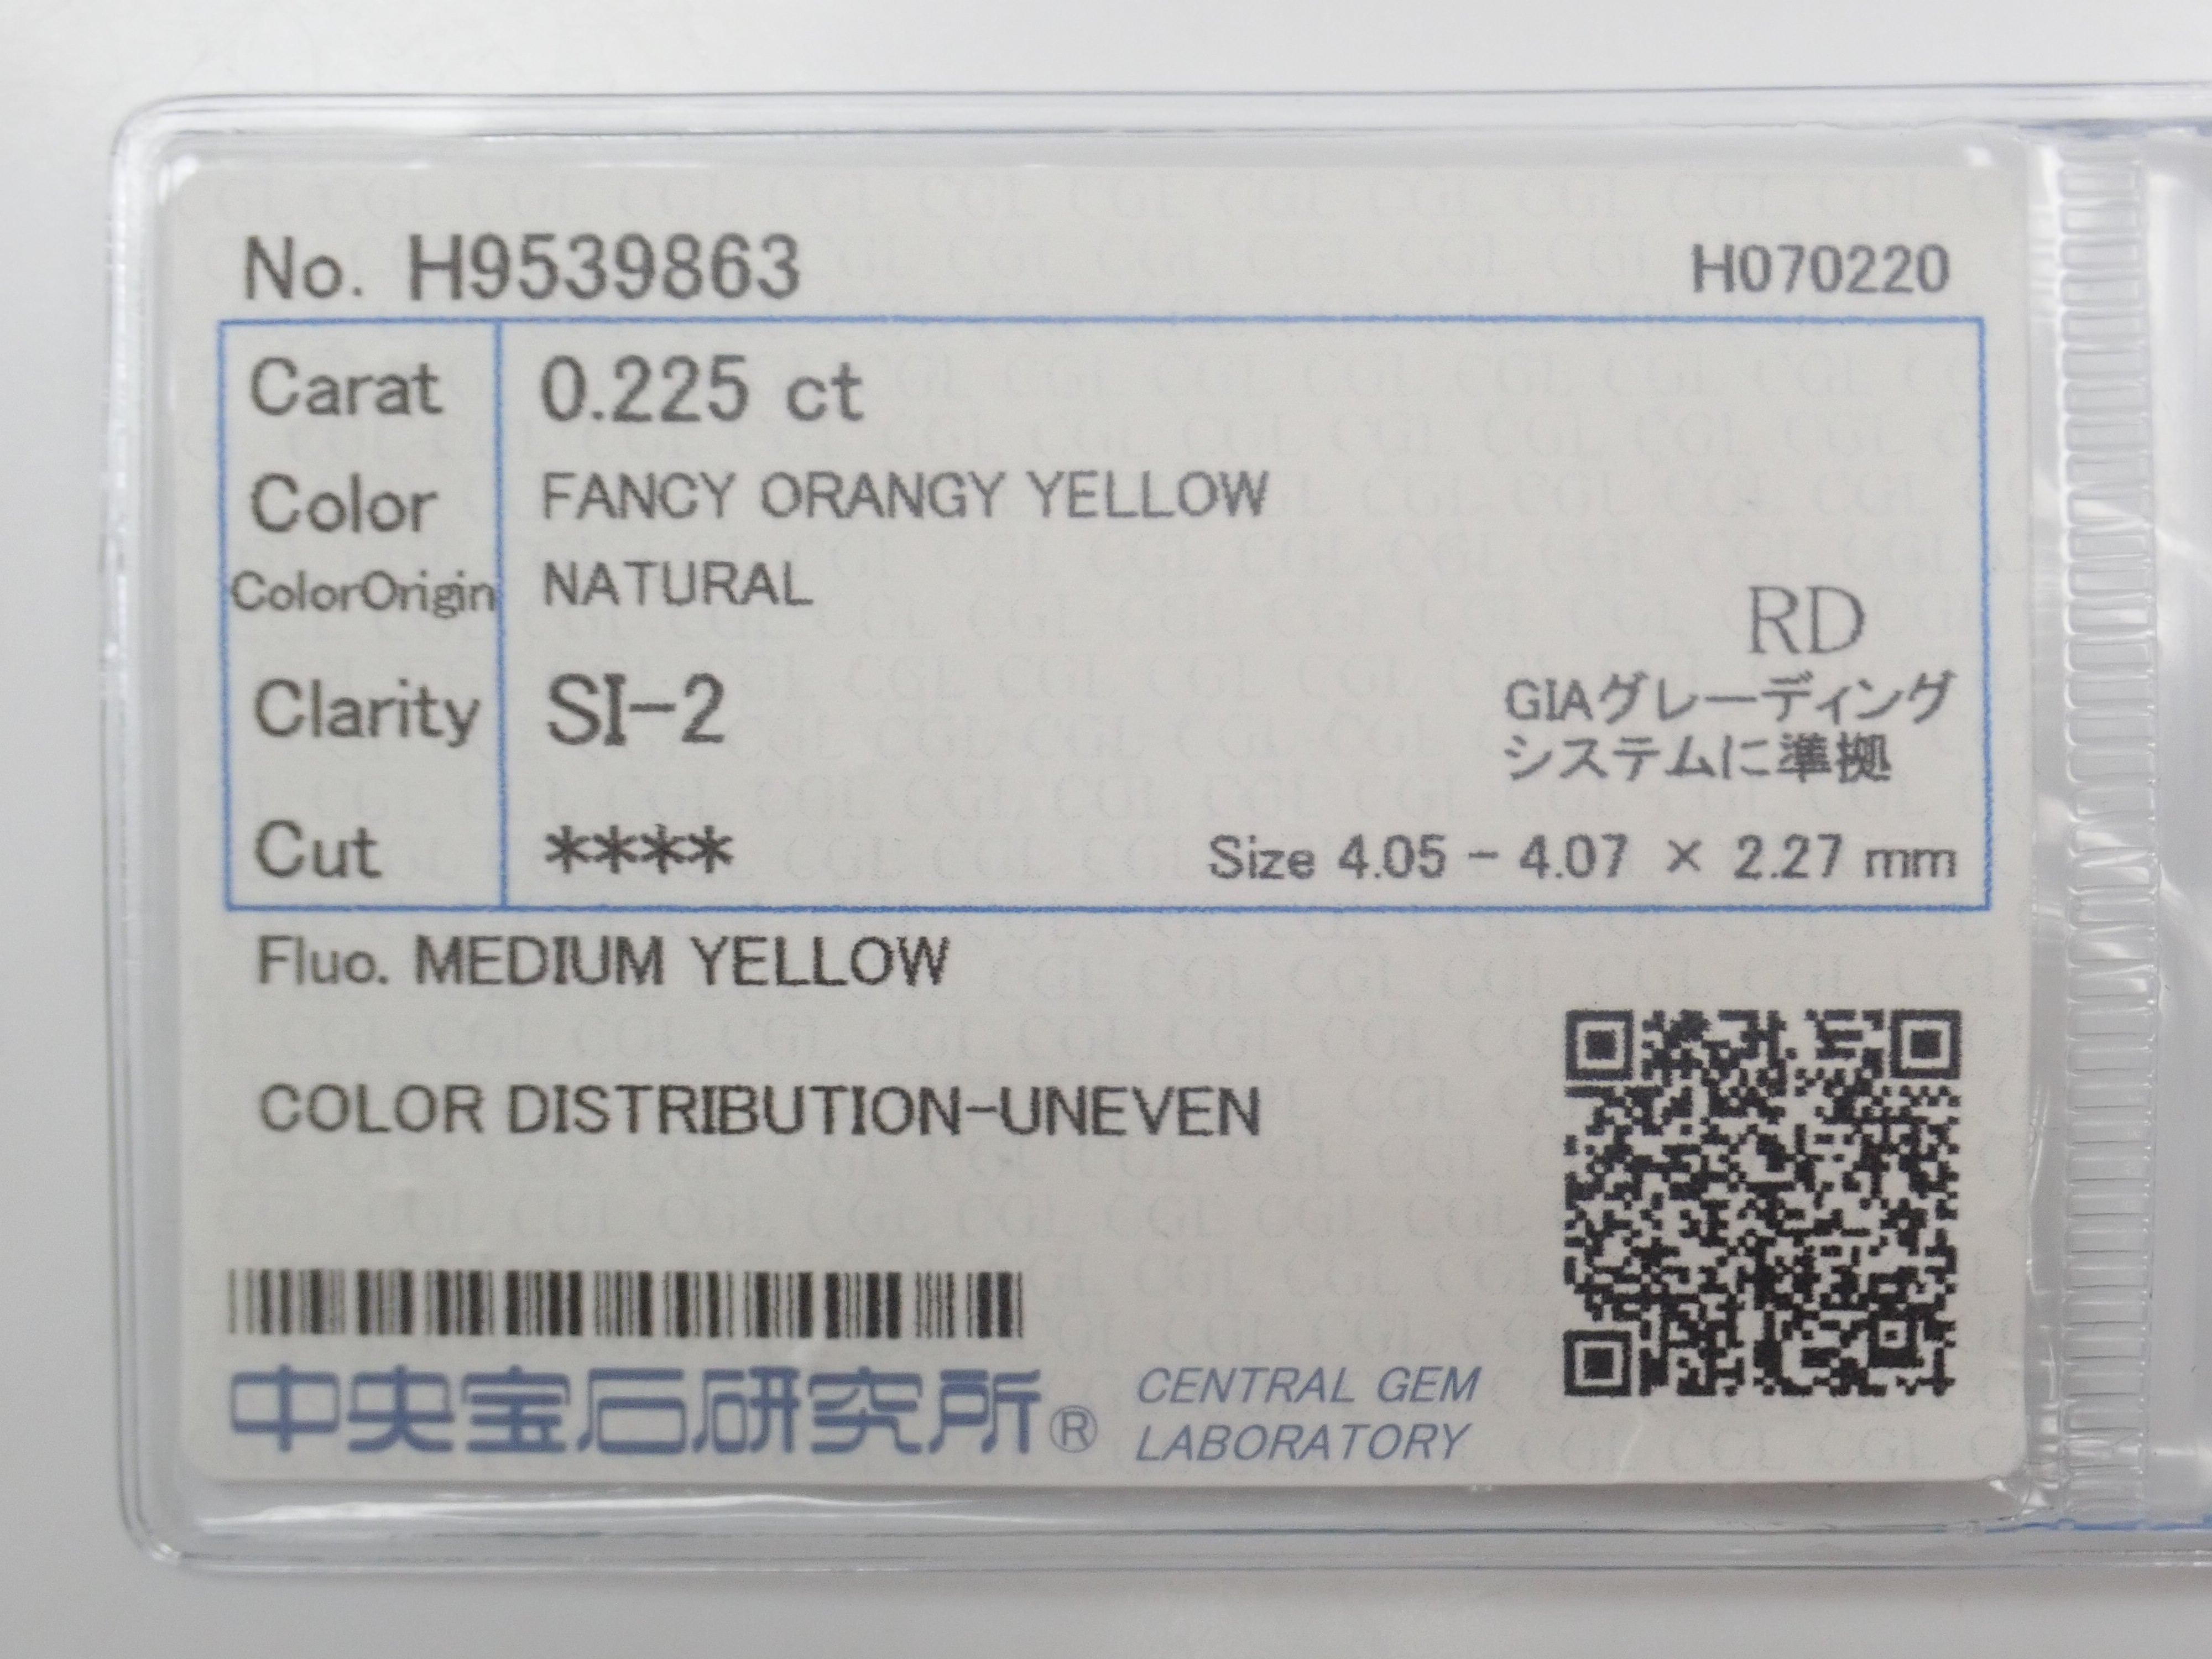 No. H9539863 H070220
Carat 0.225 ct
Color FANCY ORANGY YELLOW
ColorOrigin NATURAL
RD
Clarity SI-2
GIAグレーディング
システムに準拠
Cut **** Size 4.05 - 4.07 × 2.27 mm
Fluo. MEDIUM YELLOW
COLOR DISTRIBUTION-UNEVEN
中央宝石研究所® CENTRAL GEM
LABORATORY